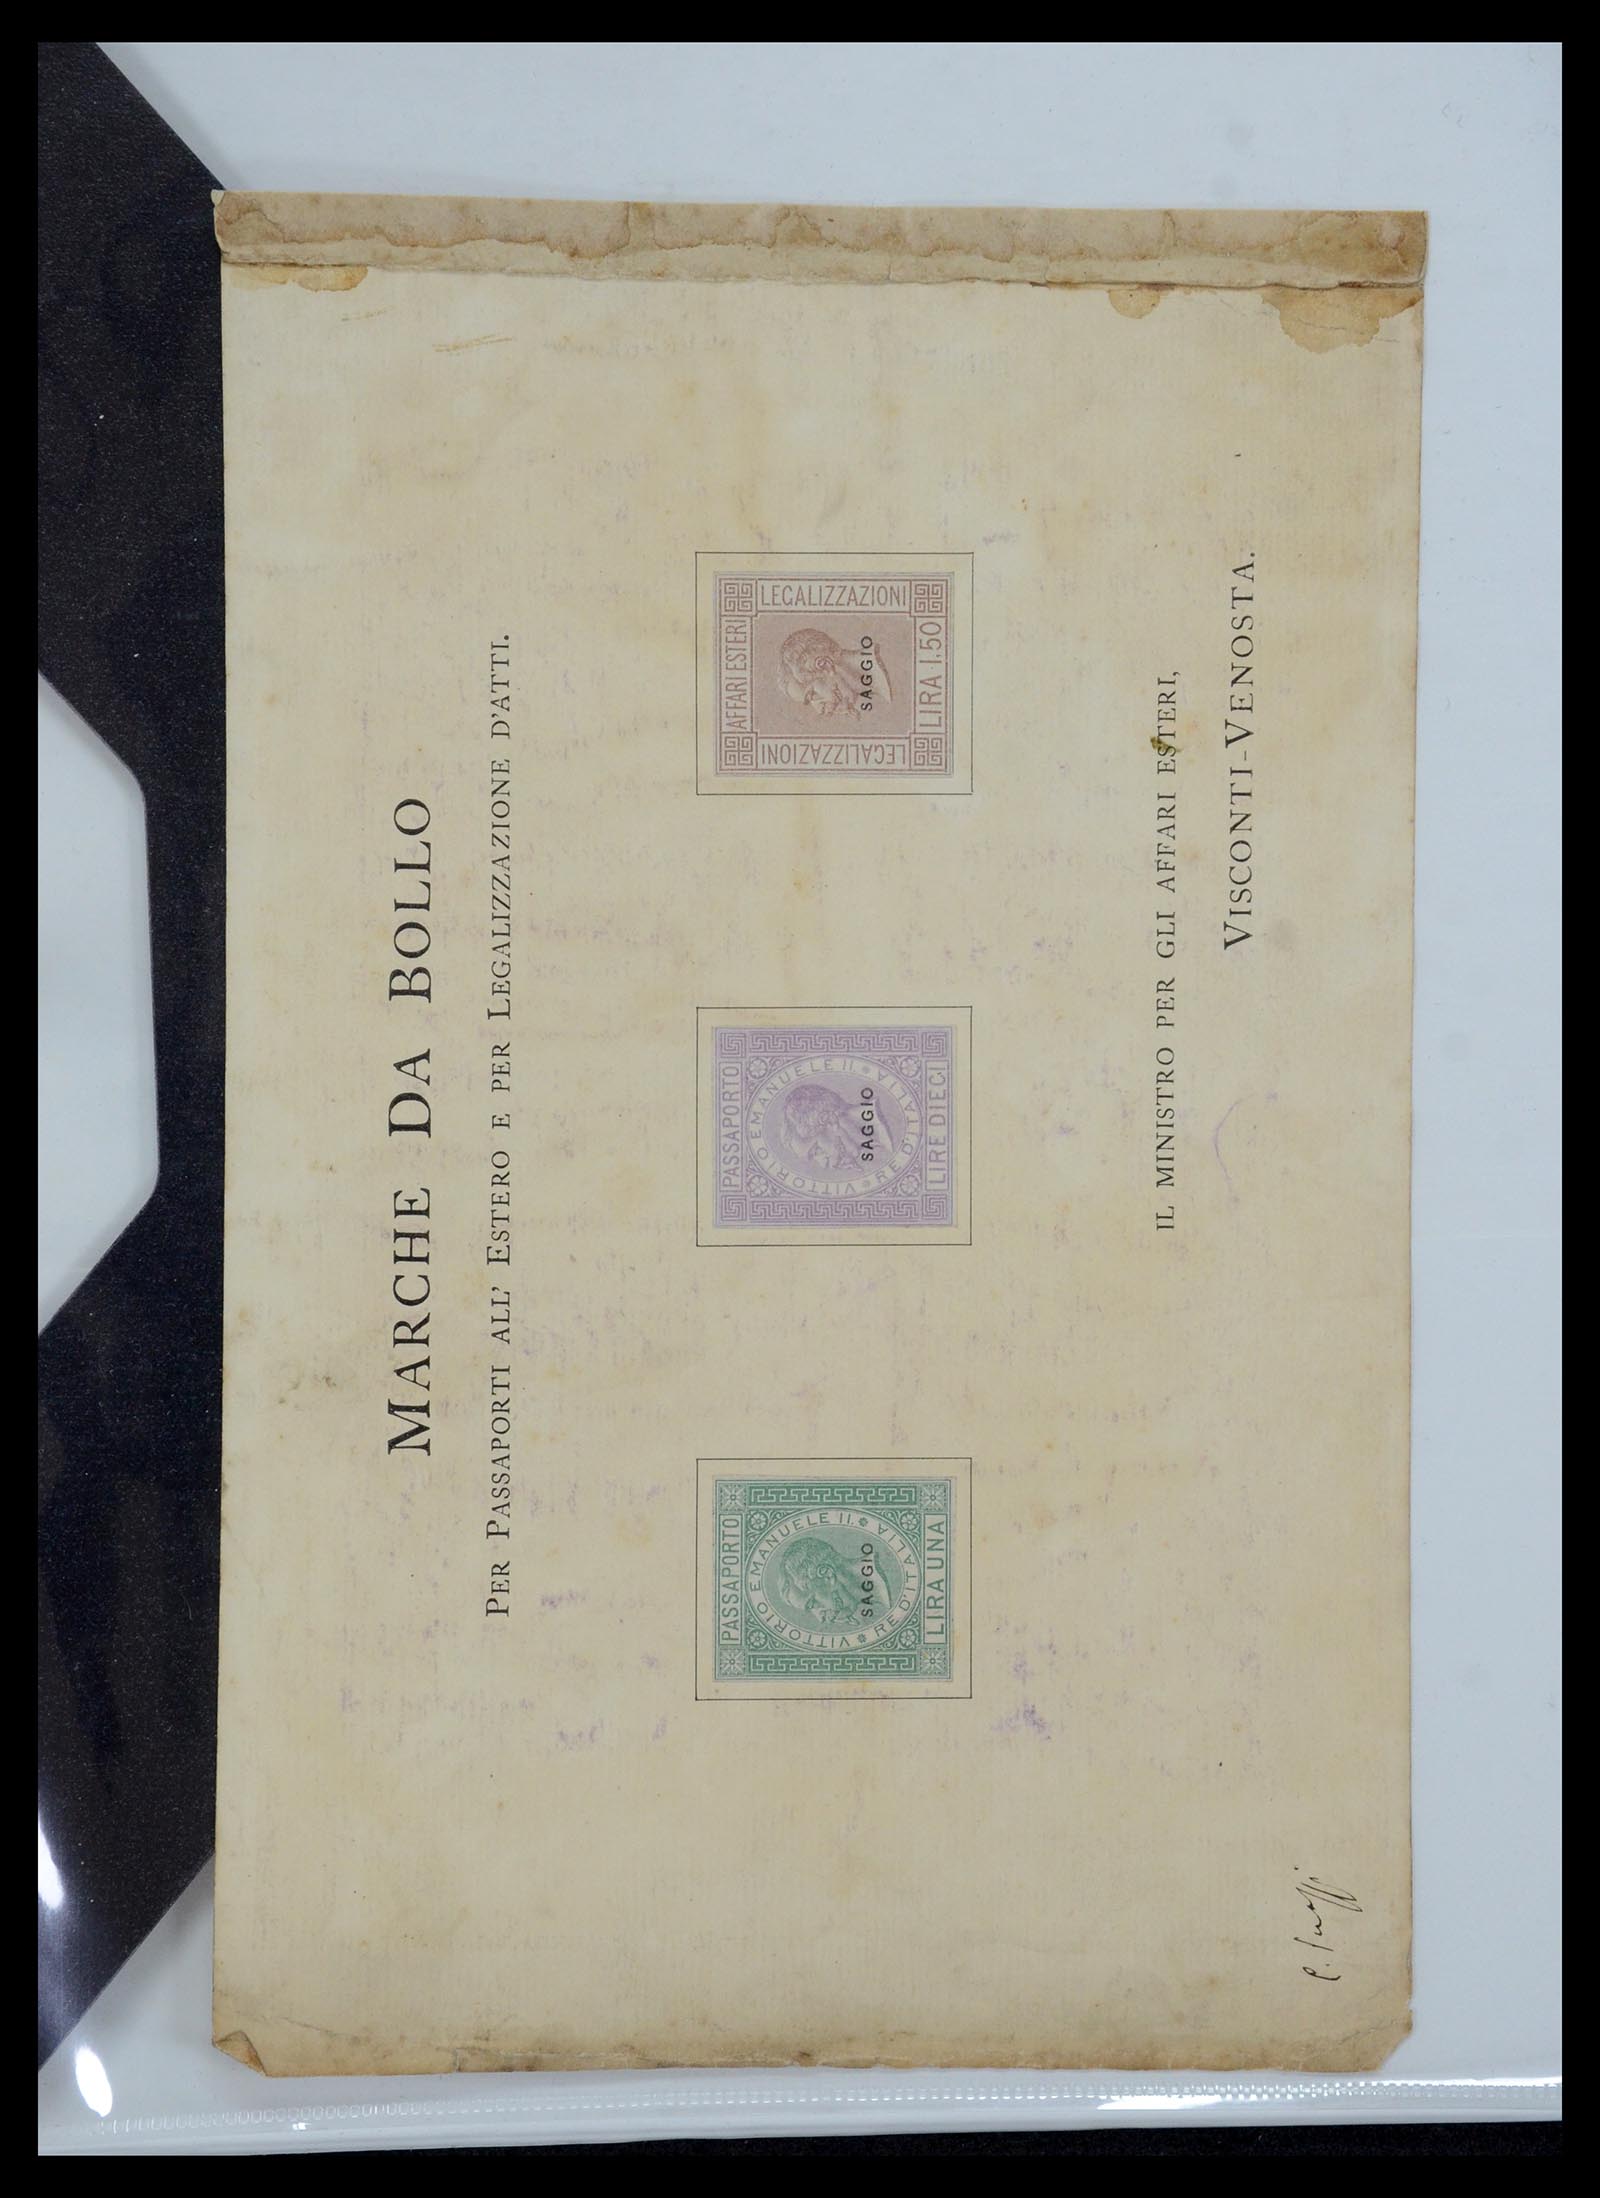 MARCHE DA BOLLO
PER PASSAPORTI ALL' ESTERO E PER LEGALIZZAZIONE D'ATTI.
PASSAPORTO
VITTORIO EMANUELE II. RE D'ITALIA
SAGGIO
LIRA UNA
PASSAPORTO
VITTORIO EMANUELE II RE D'ITALIA
SAGGIO
LIRE DIECI
AFFARI ESTERI
LEGALIZZAZIONI
LEGALIZZAZIONI
SAGGIO
LIRA 1,50
IL MINISTRO PER GLI AFFARI ESTERI,
VISCONTI-VENOSTA.